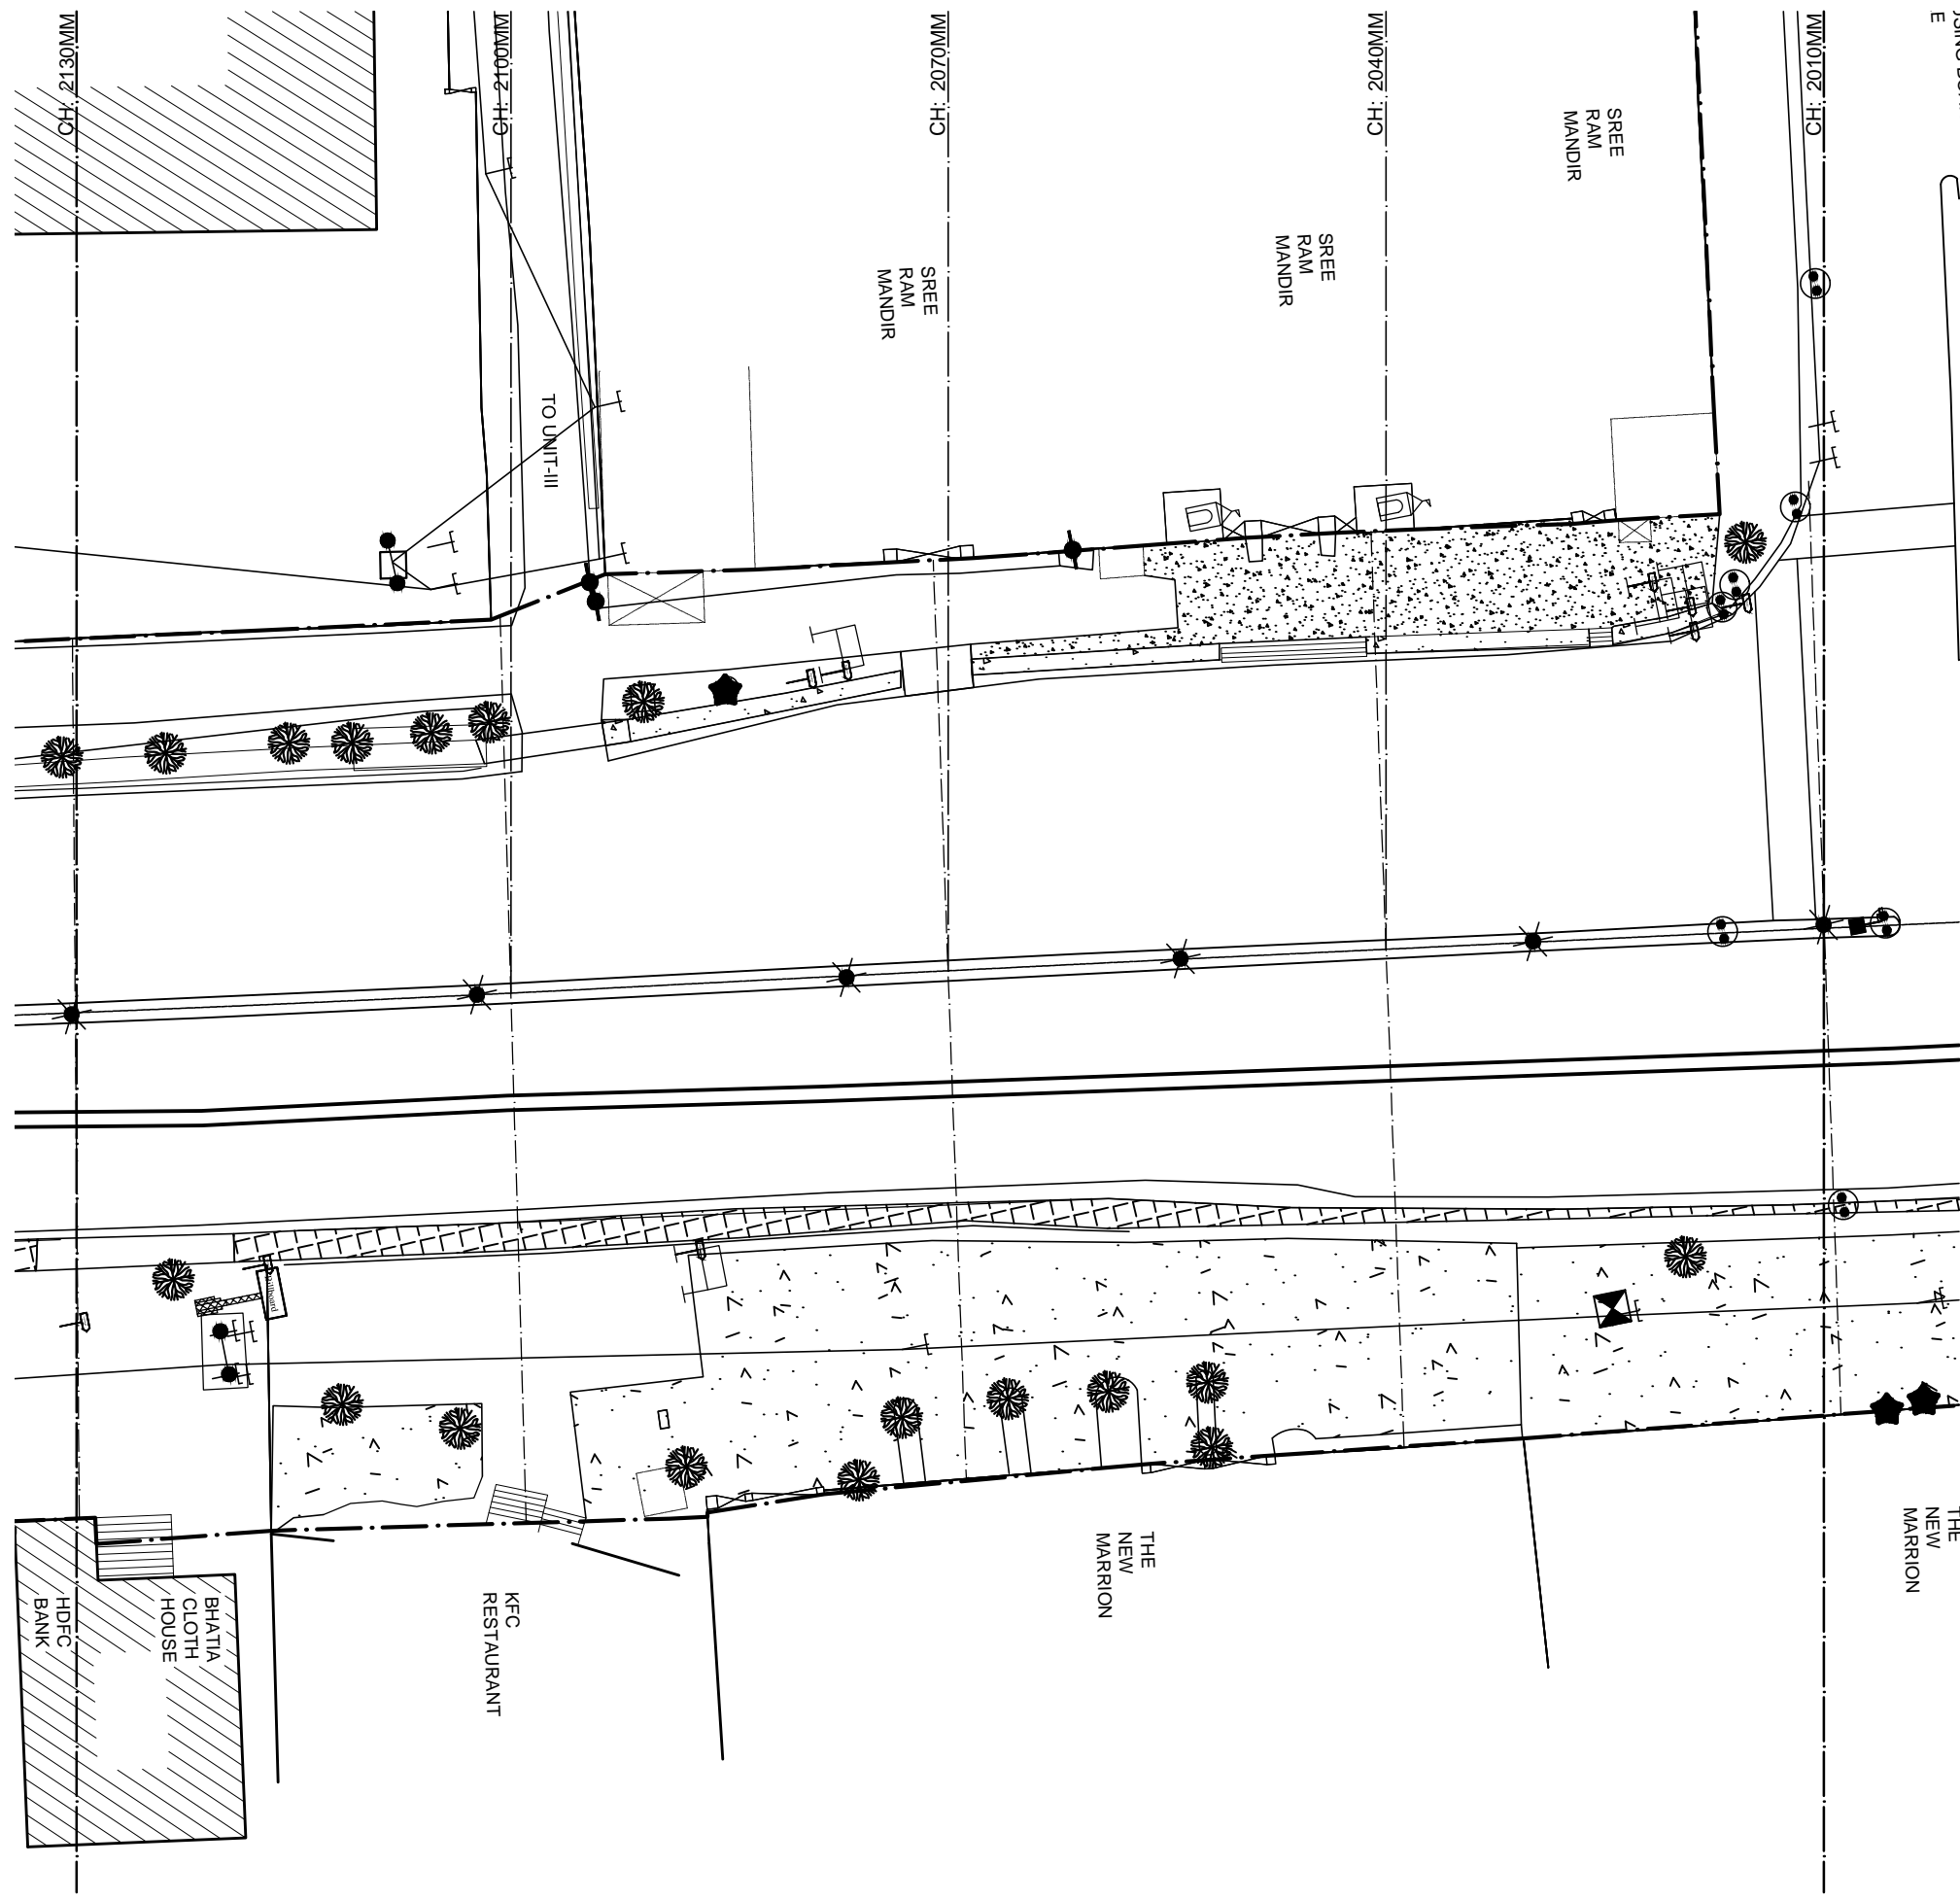 CH: 2130MM
CH: 2100MM
CH: 2070MM
CH: 2040MM
CH: 2010MM
SREE
RAM
MANDIR
SREE
RAM
MANDIR
SREE
RAM
MANDIR
TO UNIT-III
billboard
HDFC
BANK
BHATIA
CLOTH
HOUSE
KFC
RESTAURANT
THE
NEW
MARRION
THE
NEW
MARRION